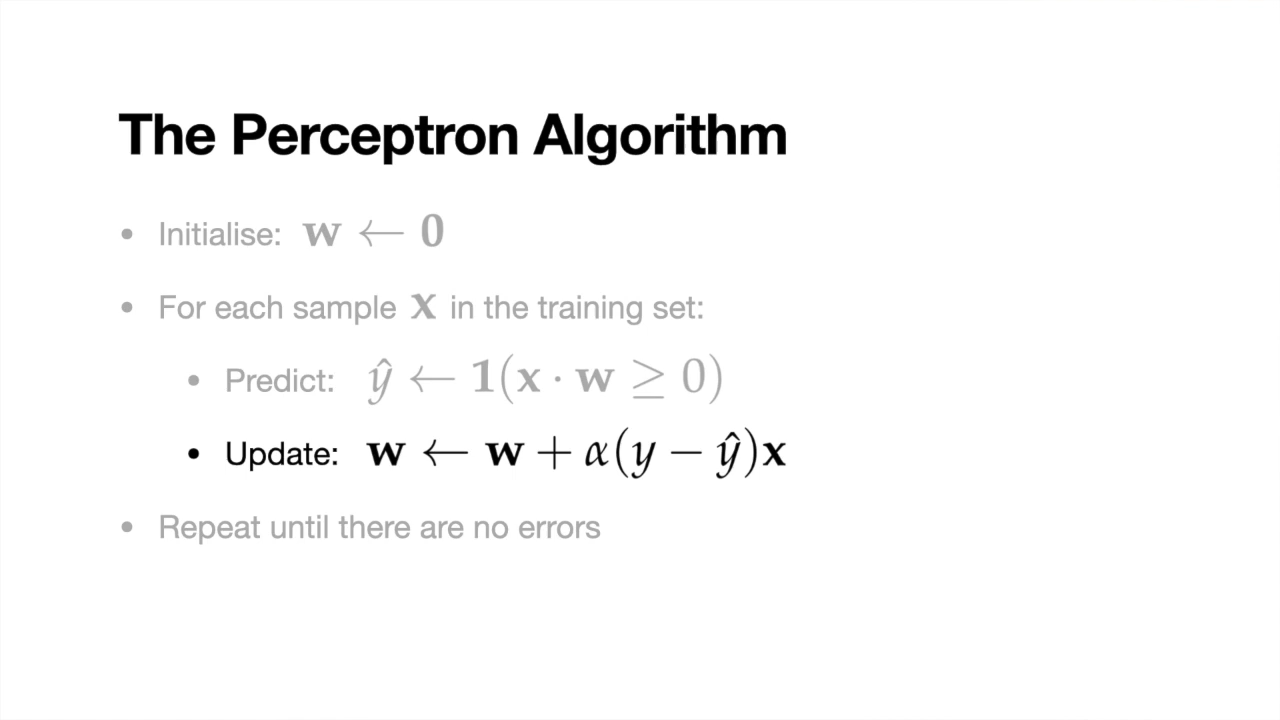 The Perceptron Algorithm
• Initialise: w ← 0
• For each sample x in the training set:
• Predict: ŷ ← 1(x · w ≥ 0)
• Update: w ← w + α(y − ŷ)x
• Repeat until there are no errors